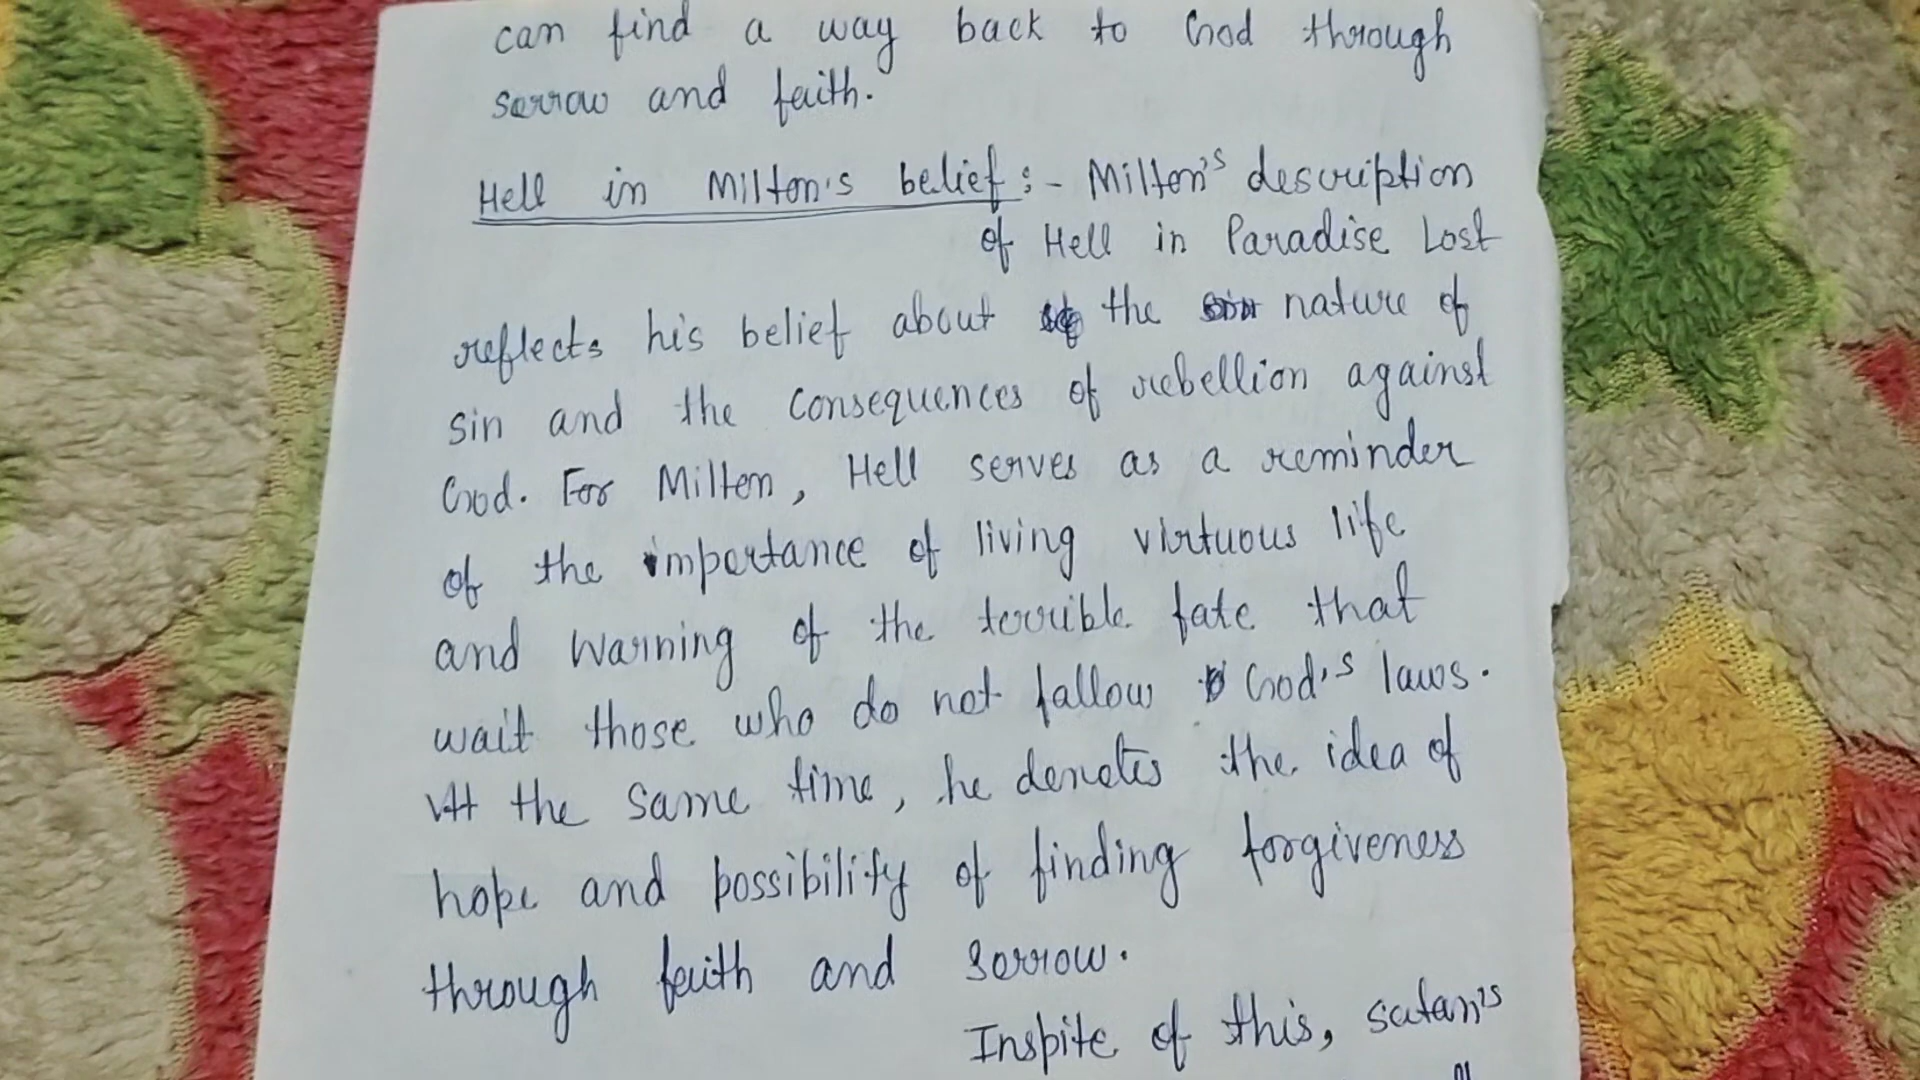 can find a way back to God through
sorrow and faith.
Hell in Milton's belief :- Milton's description
of Hell in Paradise Lost
reflects his belief about the nature of
sin and the consequences of rebellion against
God. For Milton, Hell serves as a reminder
of the importance of living virtuous life
and warning of the terrible fate that
wait those who do not fallow God's laws.
At the same time, he denotes the idea of
hope and possibility of finding forgiveness
through faith and sorrow.
Inspite of this, satan's